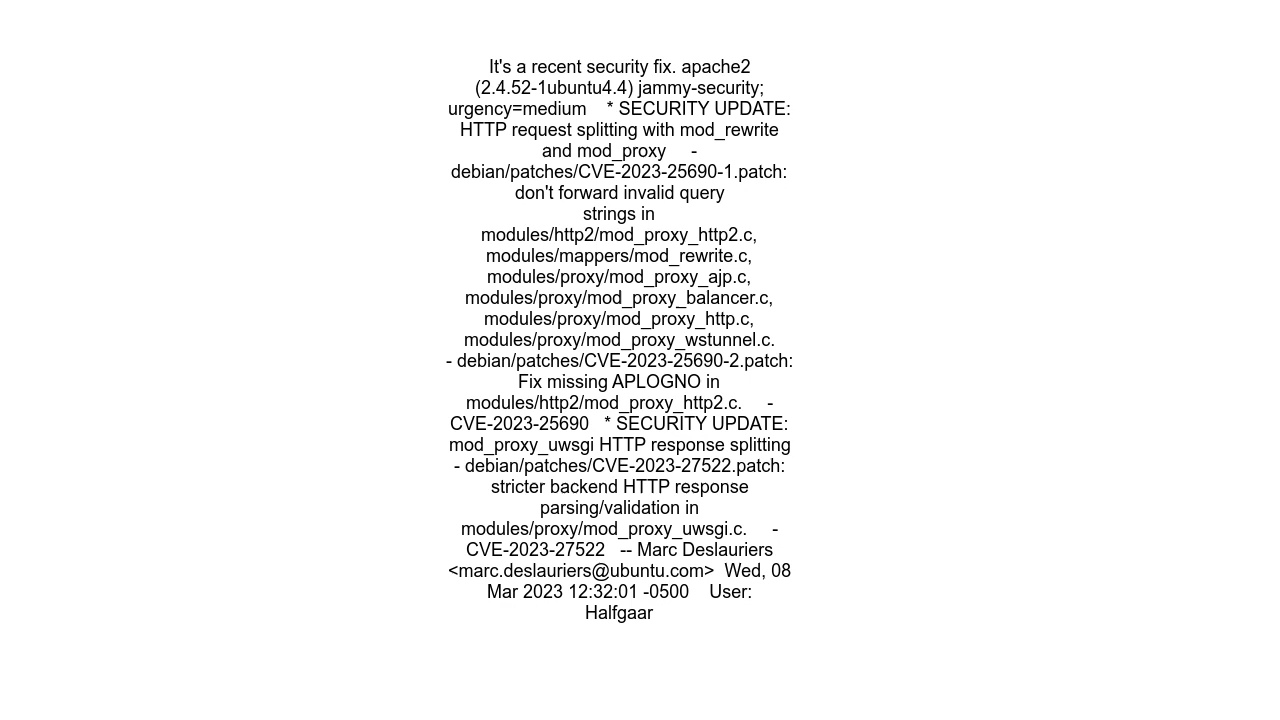 It's a recent security fix. apache2
(2.4.52-1ubuntu4.4) jammy-security;
urgency=medium    * SECURITY UPDATE:
HTTP request splitting with mod_rewrite
and mod_proxy     -
debian/patches/CVE-2023-25690-1.patch:
don't forward invalid query
strings in
modules/http2/mod_proxy_http2.c,
modules/mappers/mod_rewrite.c,
modules/proxy/mod_proxy_ajp.c,
modules/proxy/mod_proxy_balancer.c,
modules/proxy/mod_proxy_http.c,
modules/proxy/mod_proxy_wstunnel.c.
- debian/patches/CVE-2023-25690-2.patch:
Fix missing APLOGNO in
modules/http2/mod_proxy_http2.c.     -
CVE-2023-25690   * SECURITY UPDATE:
mod_proxy_uwsgi HTTP response splitting
- debian/patches/CVE-2023-27522.patch:
stricter backend HTTP response
parsing/validation in
modules/proxy/mod_proxy_uwsgi.c.     -
CVE-2023-27522   -- Marc Deslauriers
<marc.deslauriers@ubuntu.com>  Wed, 08
Mar 2023 12:32:01 -0500    User:
Halfgaar